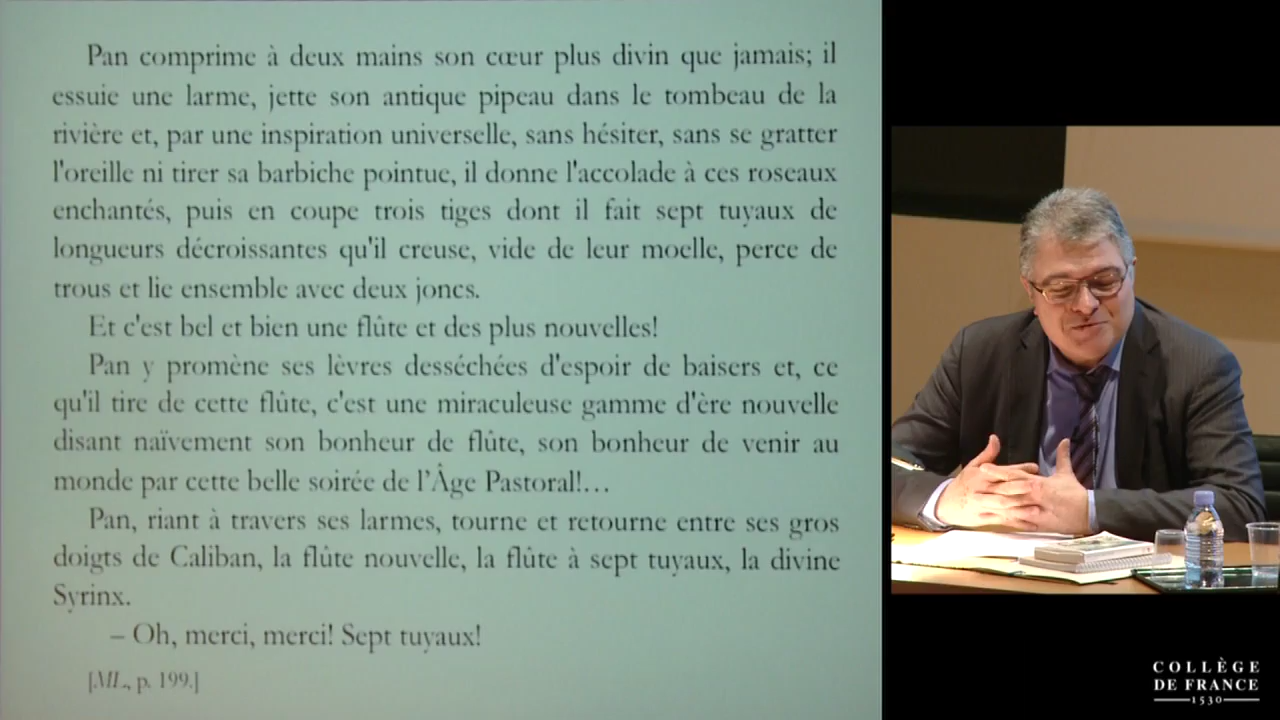 Pan comprime à deux mains son cœur plus divin que jamais; il
essuie une larme, jette son antique pipeau dans le tombeau de la
rivière et, par une inspiration universelle, sans hésiter, sans se gratter
l'oreille ni tirer sa barbiche pointue, il donne l'accolade à ces roseaux
enchantés, puis en coupe trois tiges dont il fait sept tuyaux de
longueurs décroissantes qu'il creuse, vide de leur moelle, perce de
trous et lie ensemble avec deux joncs.
Et c'est bel et bien une flûte et des plus nouvelles!
Pan y promène ses lèvres desséchées d'espoir de baisers et, ce
qu'il tire de cette flûte, c'est une miraculeuse gamme d'ère nouvelle
disant naïvement son bonheur de flûte, son bonheur de venir au
monde par cette belle soirée de l'Âge Pastoral!…
Pan, riant à travers ses larmes, tourne et retourne entre ses gros
doigts de Caliban, la flûte nouvelle, la flûte à sept tuyaux, la divine
Syrinx.
– Oh, merci, merci! Sept tuyaux!
[ML, p. 199.]
COLLÈGE
DE FRANCE
1530